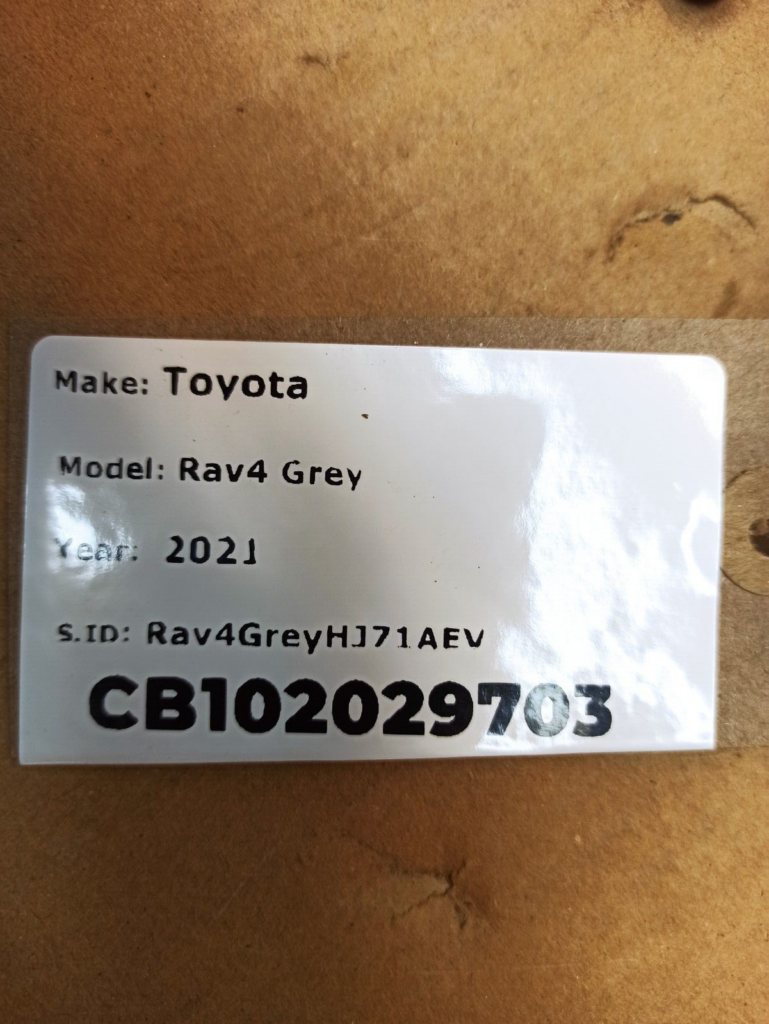 Make: Toyota
Model: Rav4 Grey
Year: 2021
S.ID: Rav4GreyHJ71AEV
CB102029703